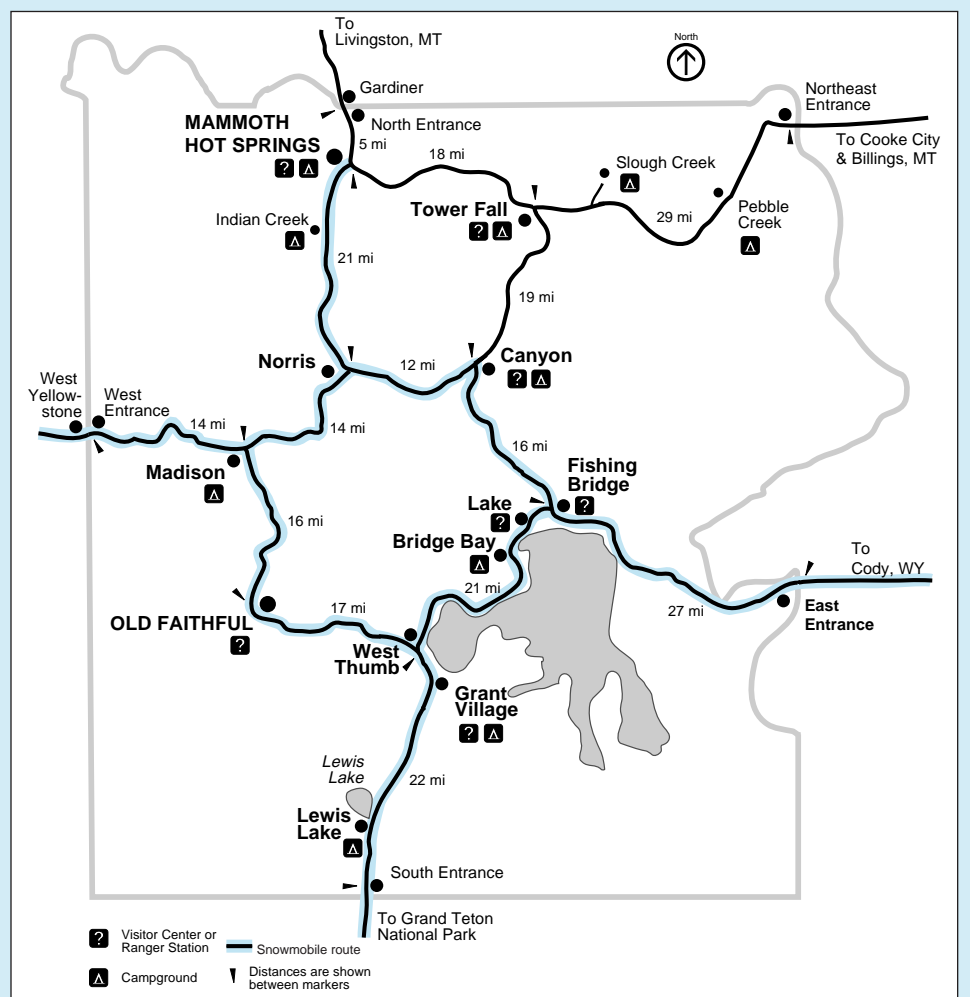 To
Livingston, MT
North
Gardiner
Northeast
Entrance
North Entrance
MAMMOTH
HOT SPRINGS
?
5 mi
To Cooke City
& Billings, MT
18 mi
Slough Creek
Tower Fall
?
Pebble
Creek
29 mi
Indian Creek
21 mi
19 mi
Norris
12 mi
Canyon
?
West
Yellow-
stone
West
Entrance
14 mi
14 mi
Madison
16 mi
Fishing
Bridge
?
Lake
?
16 mi
Bridge Bay
To
Cody, WY
21 mi
27 mi
East
Entrance
17 mi
OLD FAITHFUL
?
West
Thumb
Grant
Village
?
Lewis
Lake
22 mi
Lewis
Lake
South Entrance
To Grand Teton
National Park
?
Visitor Center or
Ranger Station
Snowmobile route
Campground
Distances are shown
between markers